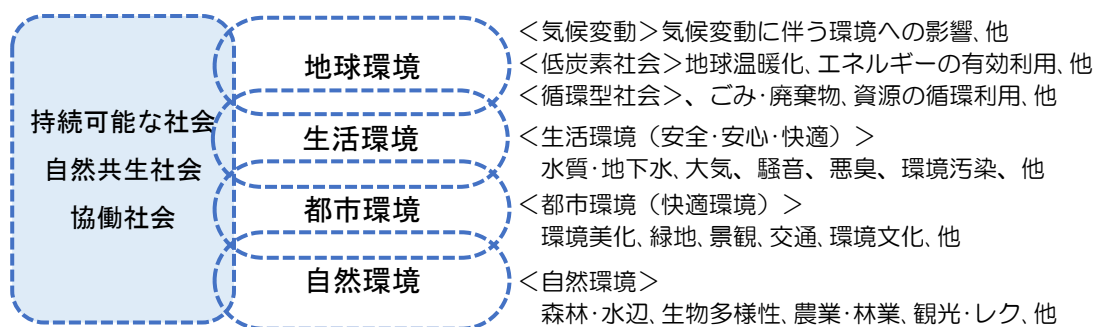 持続可能な社会
自然共生社会
協働社会
地球環境
生活環境
都市環境
自然環境
＜気候変動＞気候変動に伴う環境への影響、他
＜低炭素社会＞地球温暖化、エネルギーの有効利用、他
＜循環型社会＞、ごみ・廃棄物、資源の循環利用、他
＜生活環境（安全・安心・快適）＞
水質・地下水、大気、騒音、悪臭、環境汚染、他
＜都市環境（快適環境）＞
環境美化、緑地、景観、交通、環境文化、他
＜自然環境＞
森林・水辺、生物多様性、農業・林業、観光・レク、他